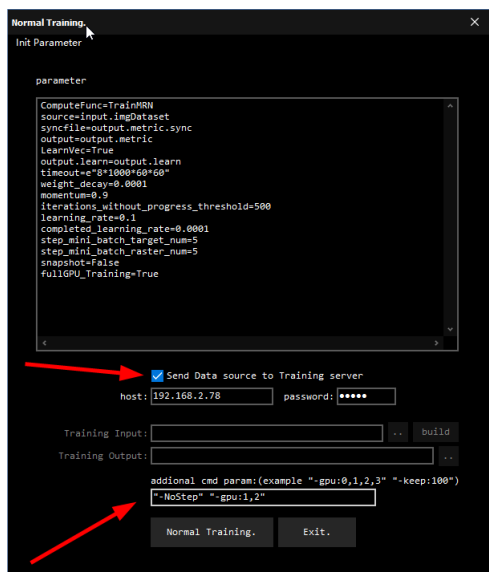 Normal Training.
Init Parameter
parameter
ComputeFunc=TrainMRN
source=input.imgDataset
syncfile=output.metric.sync
output=output.metric
LearnVec=True
output.learn=output.learn
timeout=e"8*1000*60*60"
weight_decay=0.0001
momentum=0.9
iterations_without_progress_threshold=500
learning_rate=0.1
completed_learning_rate=0.0001
step_mini_batch_target_num=5
step_mini_batch_raster_num=5
snapshot=False
fullGPU_Training=True
Send Data source to Training server
host: 192.168.2.78 password: •••••
Training Input: .. build
Training Output: ..
addional cmd param:(example "-gpu:0,1,2,3" "-keep:100")
"-NoStep" "-gpu:1,2"
Normal Training. Exit.